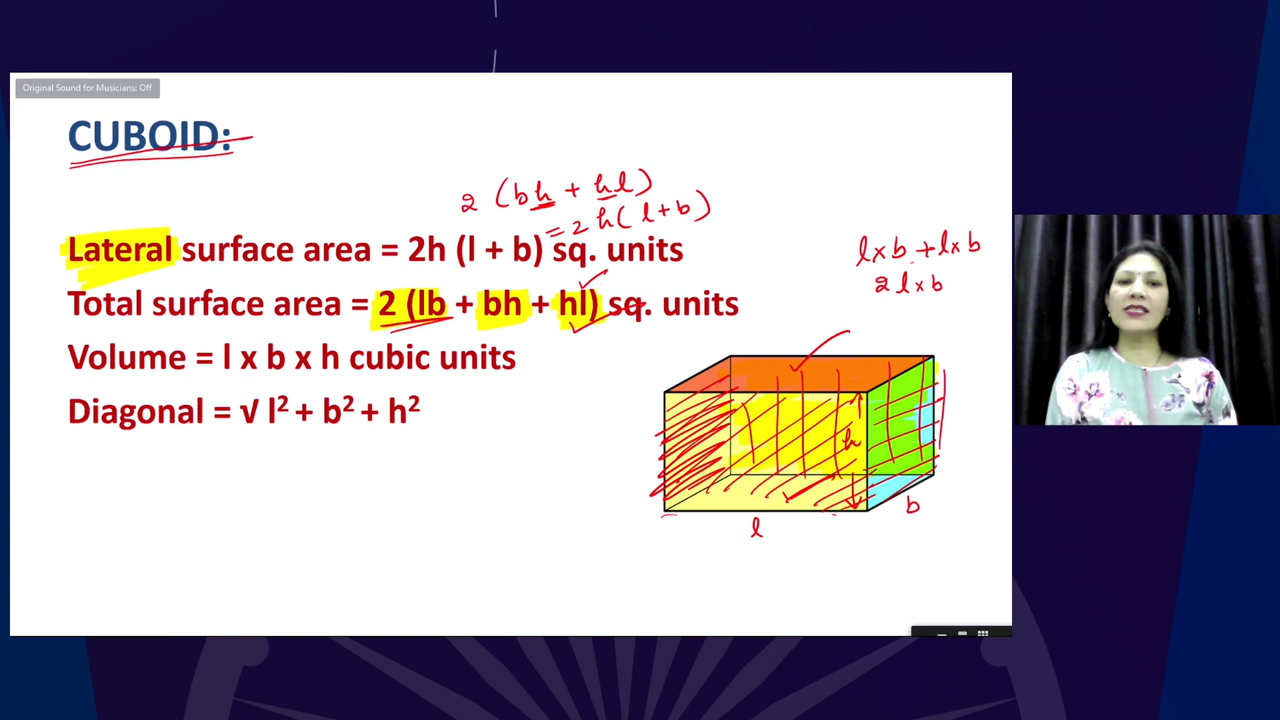 Original Sound for Musicians: Off
CUBOID:
2 (bh + hl)
= 2 h( l+b)
Lateral surface area = 2h (l + b) sq. units
l x b + l x b
2 l x b
Total surface area = 2 (lb + bh + hl) sq. units
Volume = l x b x h cubic units
Diagonal = √ l² + b² + h²
h
b
l